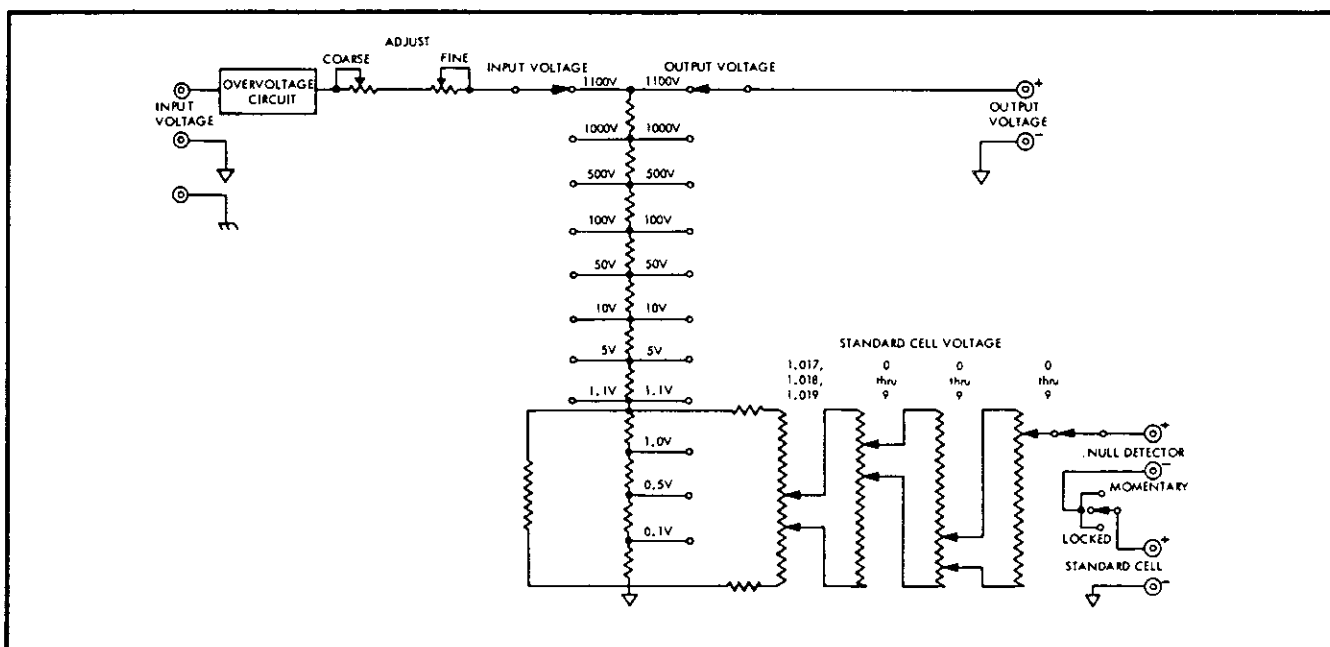 ADJUST
COARSE
FINE
INPUT VOLTAGE
OUTPUT VOLTAGE
OVERVOLTAGE
CIRCUIT
INPUT
VOLTAGE
+
OUTPUT
VOLTAGE
−
1100V 1100V
1000V 1000V
500V 500V
100V 100V
50V 50V
10V 10V
5V 5V
1.1V 1.1V
1.0V
0.5V
0.1V
STANDARD CELL VOLTAGE
1.017, 0 0 0
1.018, thru thru thru
1.019 9 9 9
+
NULL DETECTOR
−
MOMENTARY
LOCKED
+
STANDARD CELL
−